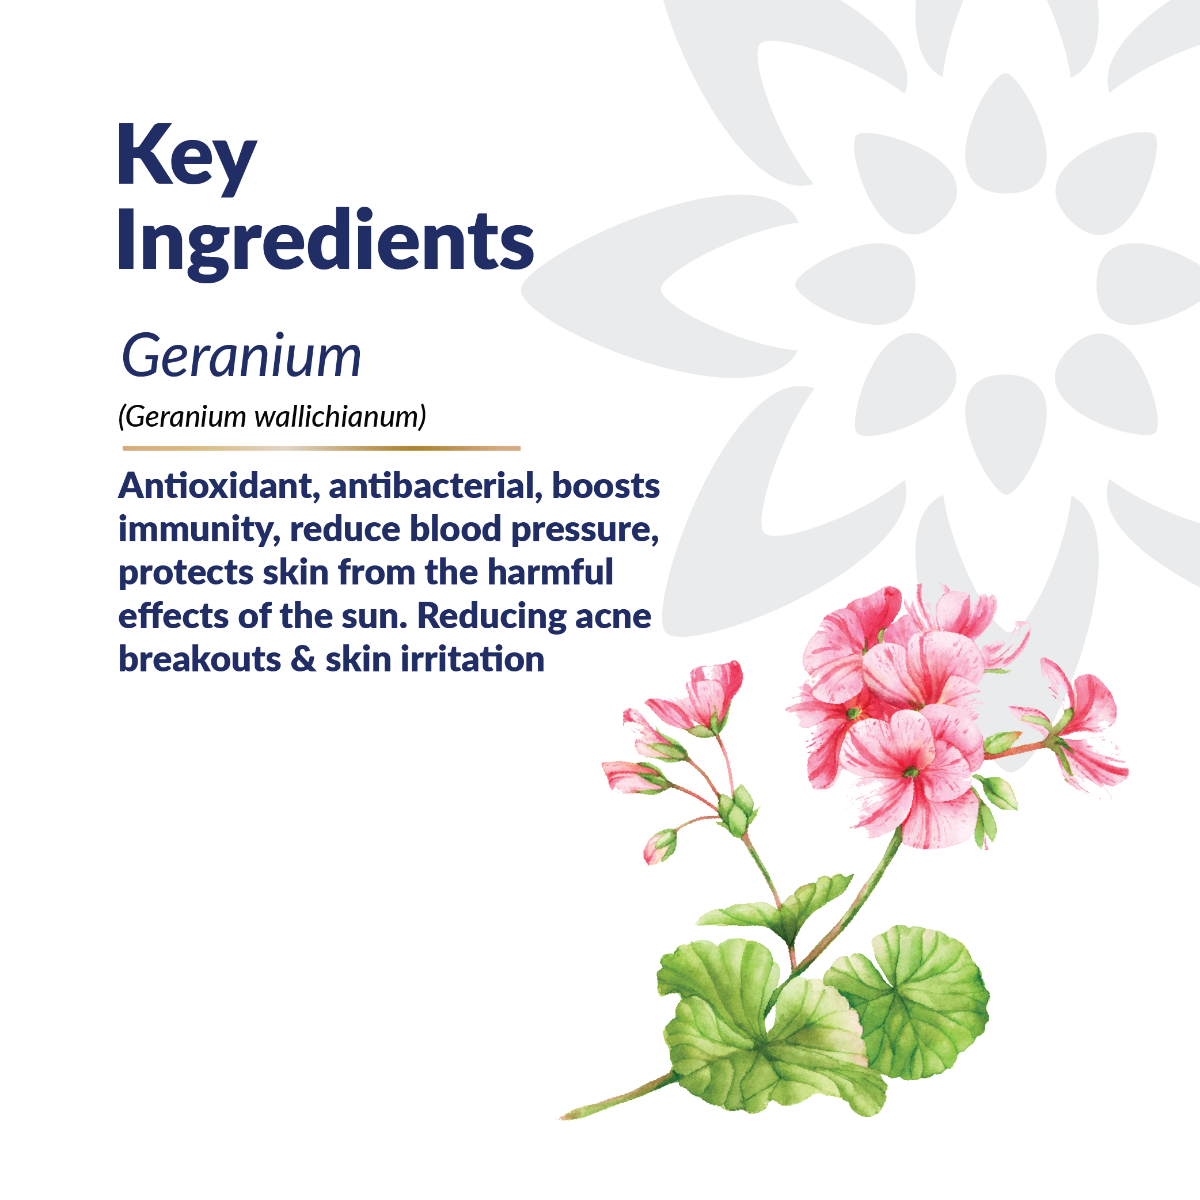 Key
Ingredients
Geranium
(Geranium wallichianum)
Antioxidant, antibacterial, boosts
immunity, reduce blood pressure,
protects skin from the harmful
effects of the sun. Reducing acne
breakouts & skin irritation